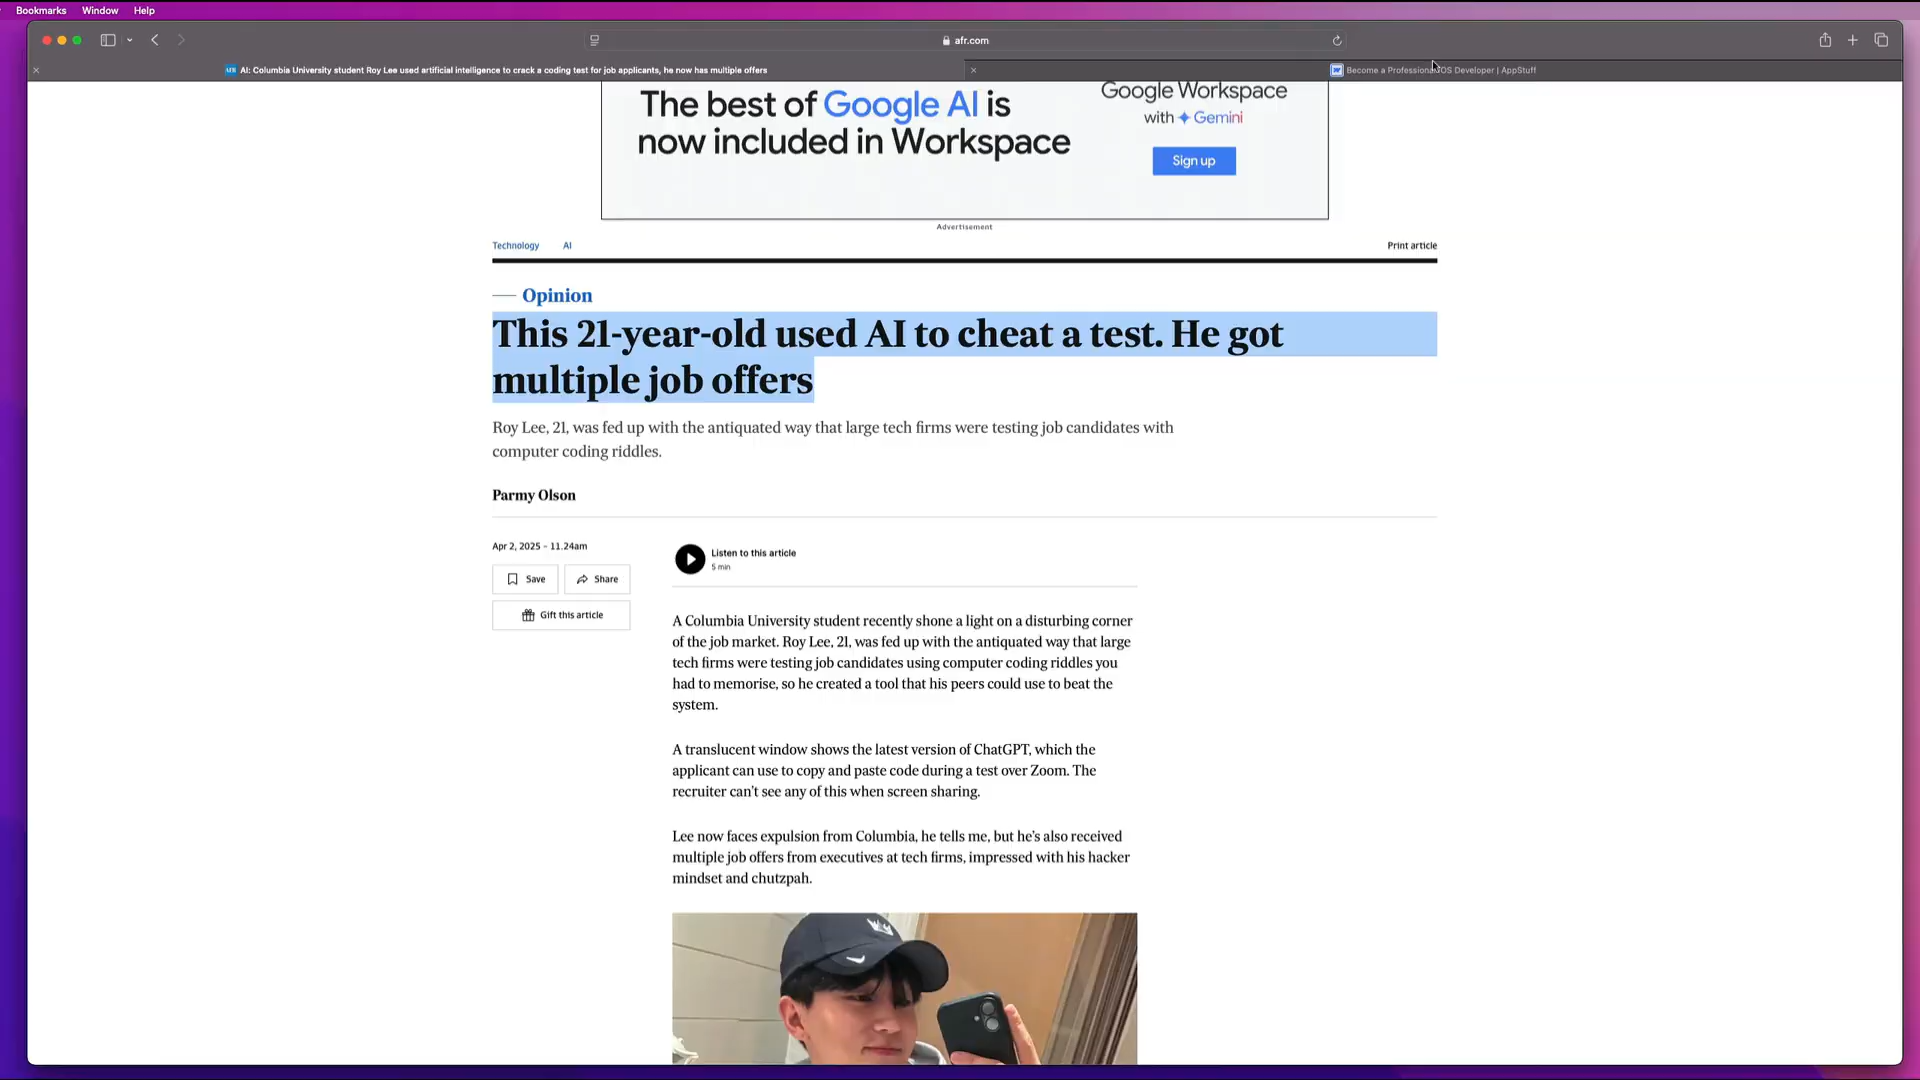 Bookmarks Window Help
afr.com
AI: Columbia University student Roy Lee used artificial intelligence to crack a coding test for job applicants, he now has multiple offers
Become a Professional iOS Developer | AppStuff
The best of Google AI is
now included in Workspace
Google Workspace
with Gemini
Sign up
Advertisement
Technology AI
Print article
Opinion
This 21-year-old used AI to cheat a test. He got
multiple job offers
Roy Lee, 21, was fed up with the antiquated way that large tech firms were testing job candidates with
computer coding riddles.
Parmy Olson
Apr 2, 2025 – 11.24am
Save
Share
Gift this article
Listen to this article
5 min
A Columbia University student recently shone a light on a disturbing corner
of the job market. Roy Lee, 21, was fed up with the antiquated way that large
tech firms were testing job candidates using computer coding riddles you
had to memorise, so he created a tool that his peers could use to beat the
system.
A translucent window shows the latest version of ChatGPT, which the
applicant can use to copy and paste code during a test over Zoom. The
recruiter can't see any of this when screen sharing.
Lee now faces expulsion from Columbia, he tells me, but he's also received
multiple job offers from executives at tech firms, impressed with his hacker
mindset and chutzpah.